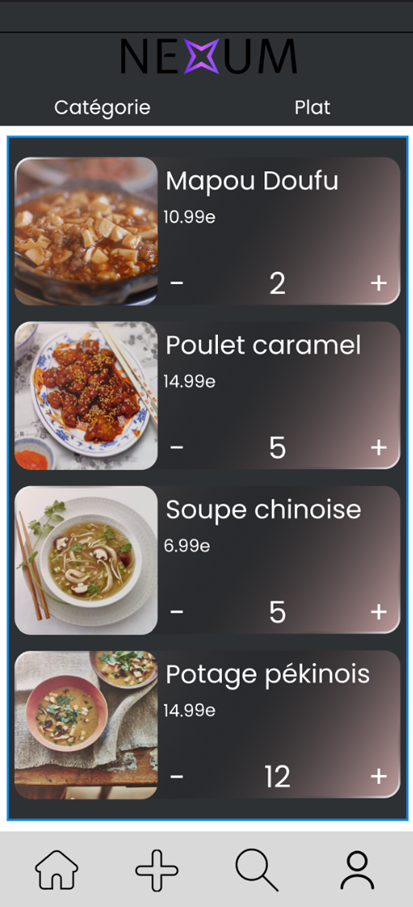 NEXUM
Catégorie Plat
Mapou Doufu
10.99e
- 2 +
Poulet caramel
14.99e
- 5 +
Soupe chinoise
6.99e
- 5 +
Potage pékinois
14.99e
- 12 +